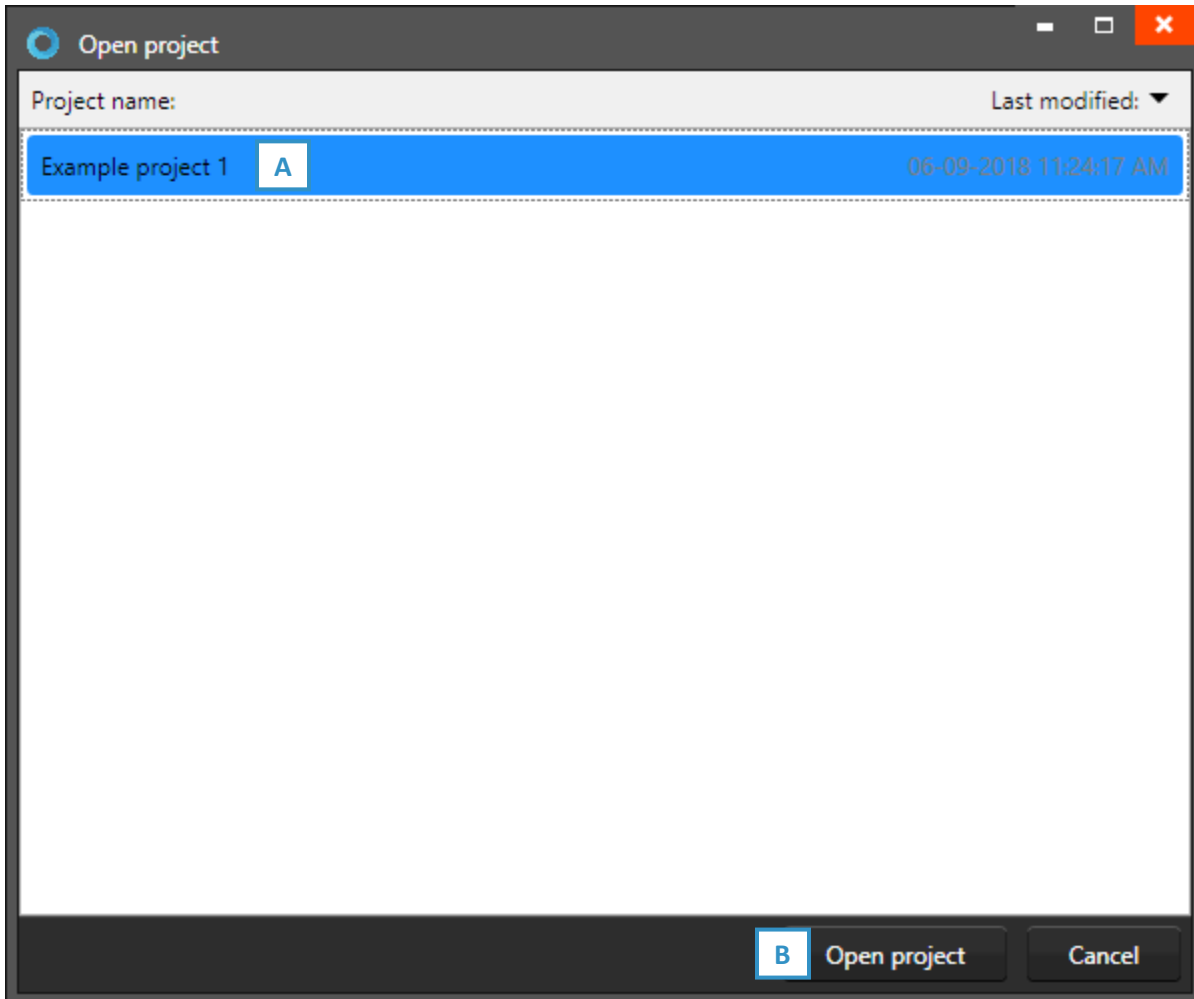 Open project
Project name: Last modified:
Example project 1 A 06-09-2018 11:24:17 AM
B Open project Cancel